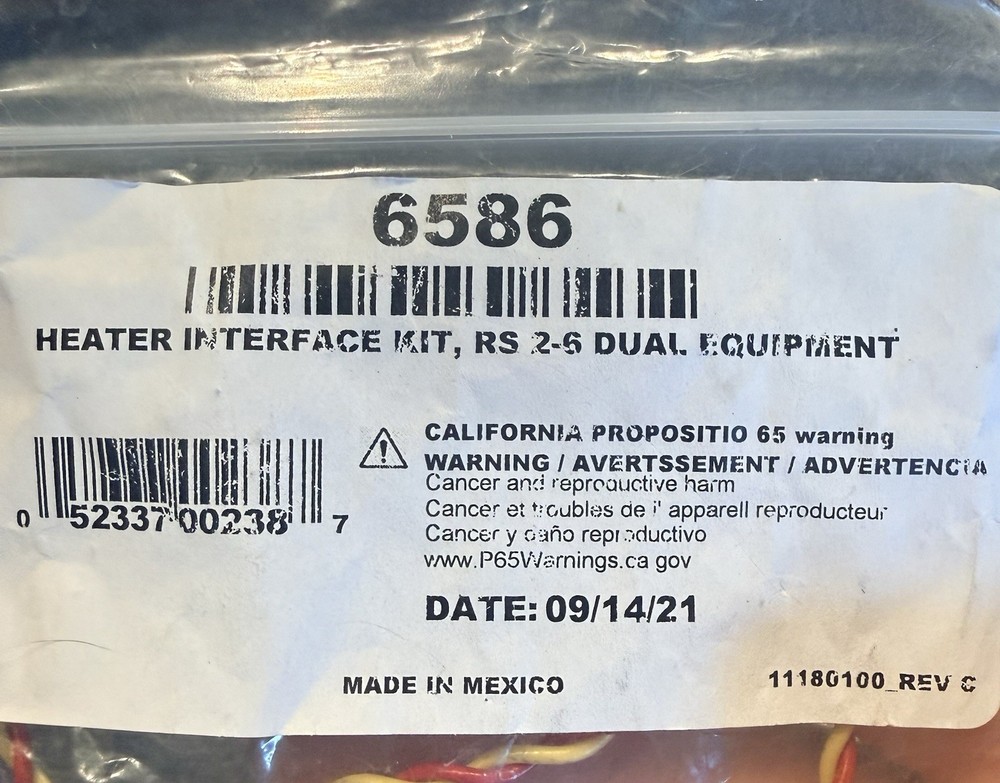 6586
HEATER INTERFACE KIT, RS 2-6 DUAL EQUIPMENT
CALIFORNIA PROPOSITIO 65 warning
WARNING / AVERTSSEMENT / ADVERTENCIA
Cancer and reproductive harm
Cancer et troubles de l' apparell reproducteur
Cancer y daño reproductivo
www.P65Warnings.ca gov
0 52337 00238 7
DATE: 09/14/21
MADE IN MEXICO
11180100_REV C